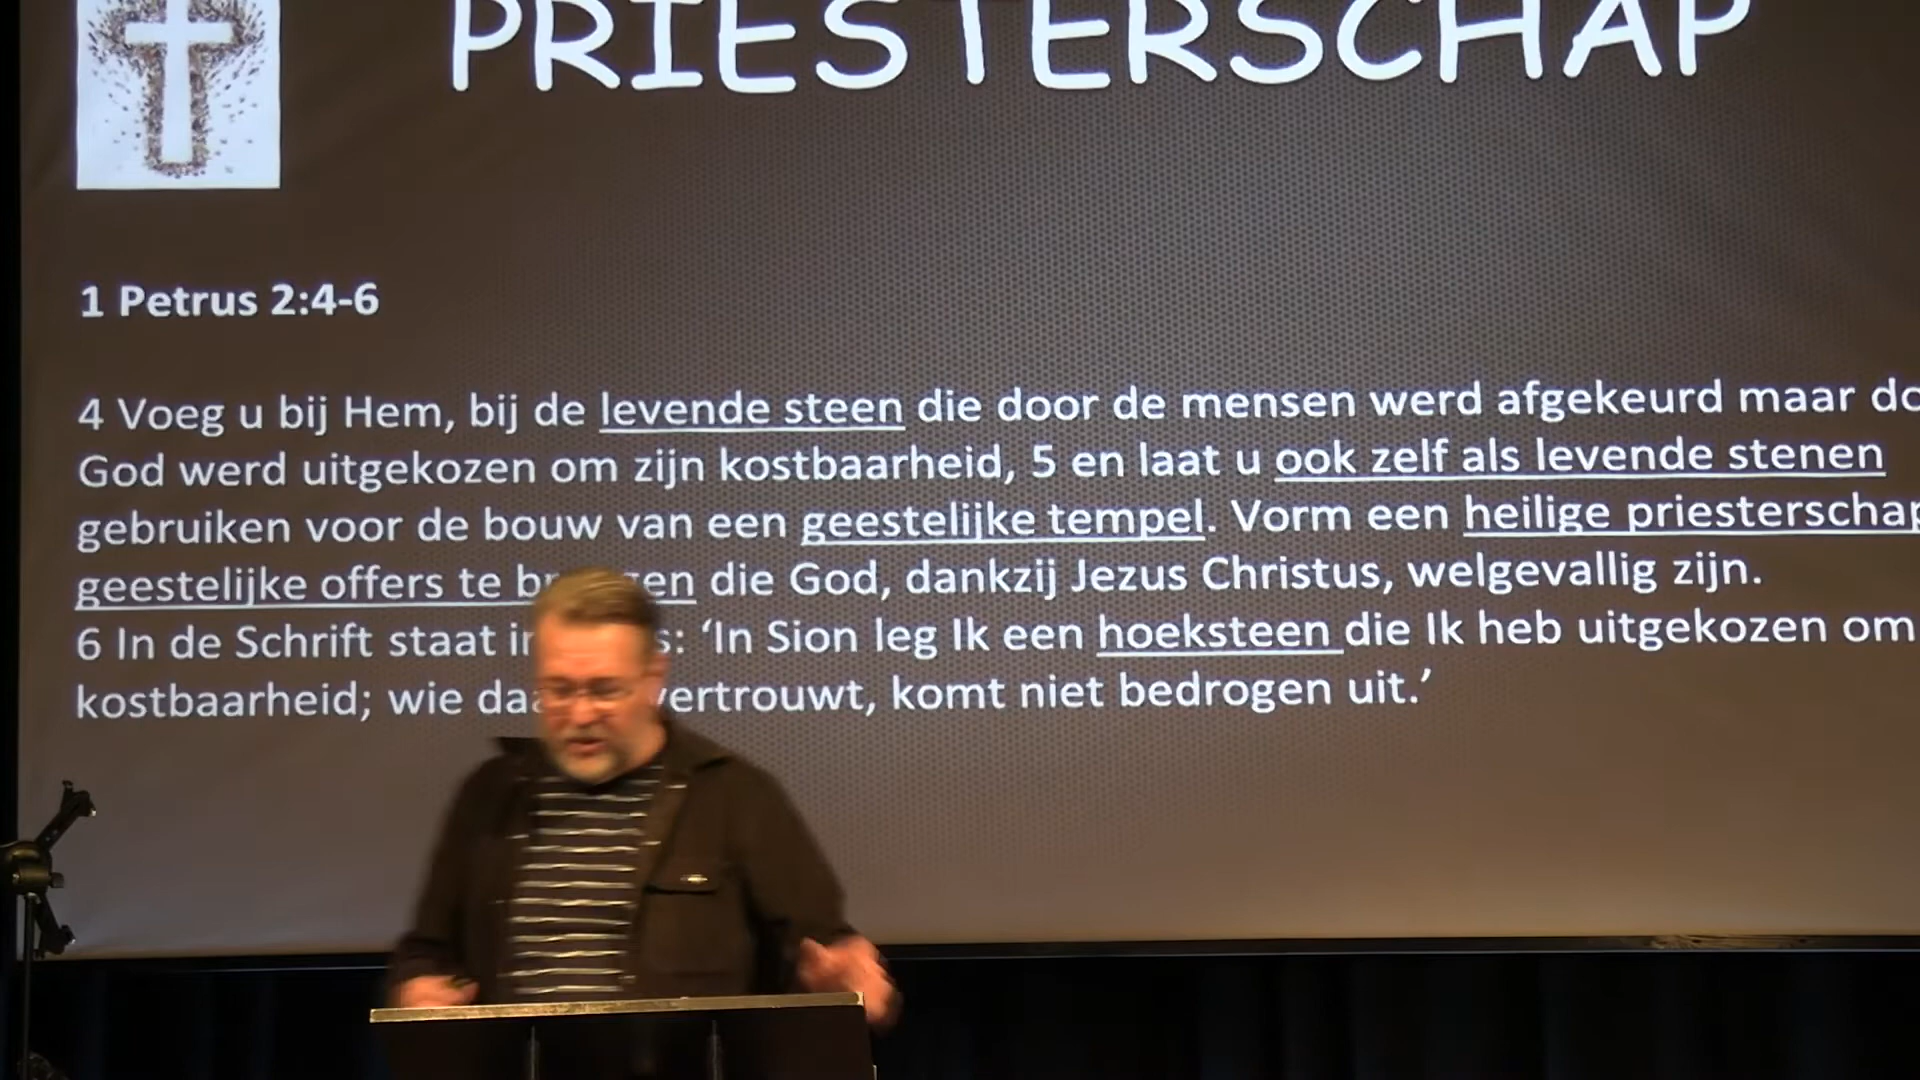 PRIESTERSCHAP
1 Petrus 2:4-6
4 Voeg u bij Hem, bij de levende steen die door de mensen werd afgekeurd maar
God werd uitgekozen om zijn kostbaarheid, 5 en laat u ook zelf als levende stenen
gebruiken voor de bouw van een geestelijke tempel. Vorm een heilige priesterschap
geestelijke offers te die God, dankzij Jezus Christus, welgevallig zijn.
6 In de Schrift staat ‘In Sion leg Ik een hoeksteen die Ik heb uitgekozen om
kostbaarheid; wie vertrouwt, komt niet bedrogen uit.’